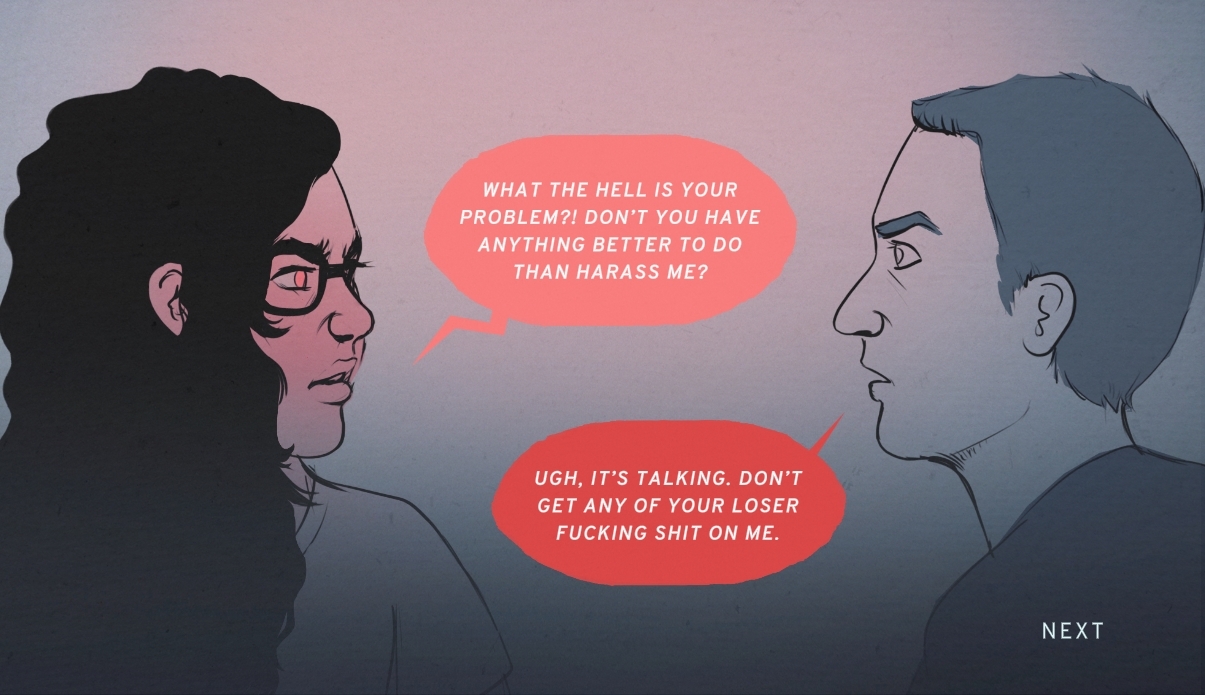 WHAT THE HELL IS YOUR
PROBLEM?! DON'T YOU HAVE
ANYTHING BETTER TO DO
THAN HARASS ME?
UGH, IT'S TALKING. DON'T
GET ANY OF YOUR LOSER
FUCKING SHIT ON ME.
NEXT